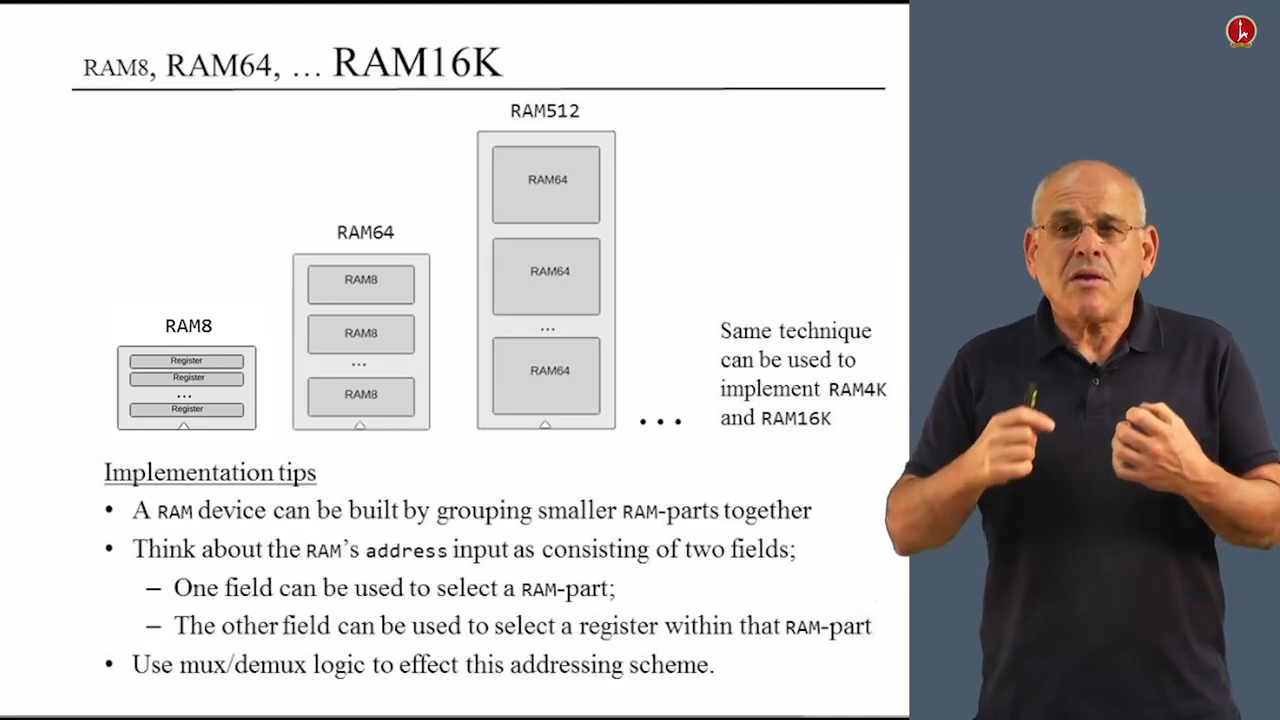 RAM8, RAM64, ... RAM16K
RAM512
RAM64
RAM64
RAM64
RAM8
RAM8
RAM8
RAM8
Register
Register
...
Register
RAM64
...
...
...
Same technique
can be used to
implement RAM4K
and RAM16K
Implementation tips
• A RAM device can be built by grouping smaller RAM-parts together
• Think about the RAM's address input as consisting of two fields;
– One field can be used to select a RAM-part;
– The other field can be used to select a register within that RAM-part
• Use mux/demux logic to effect this addressing scheme.